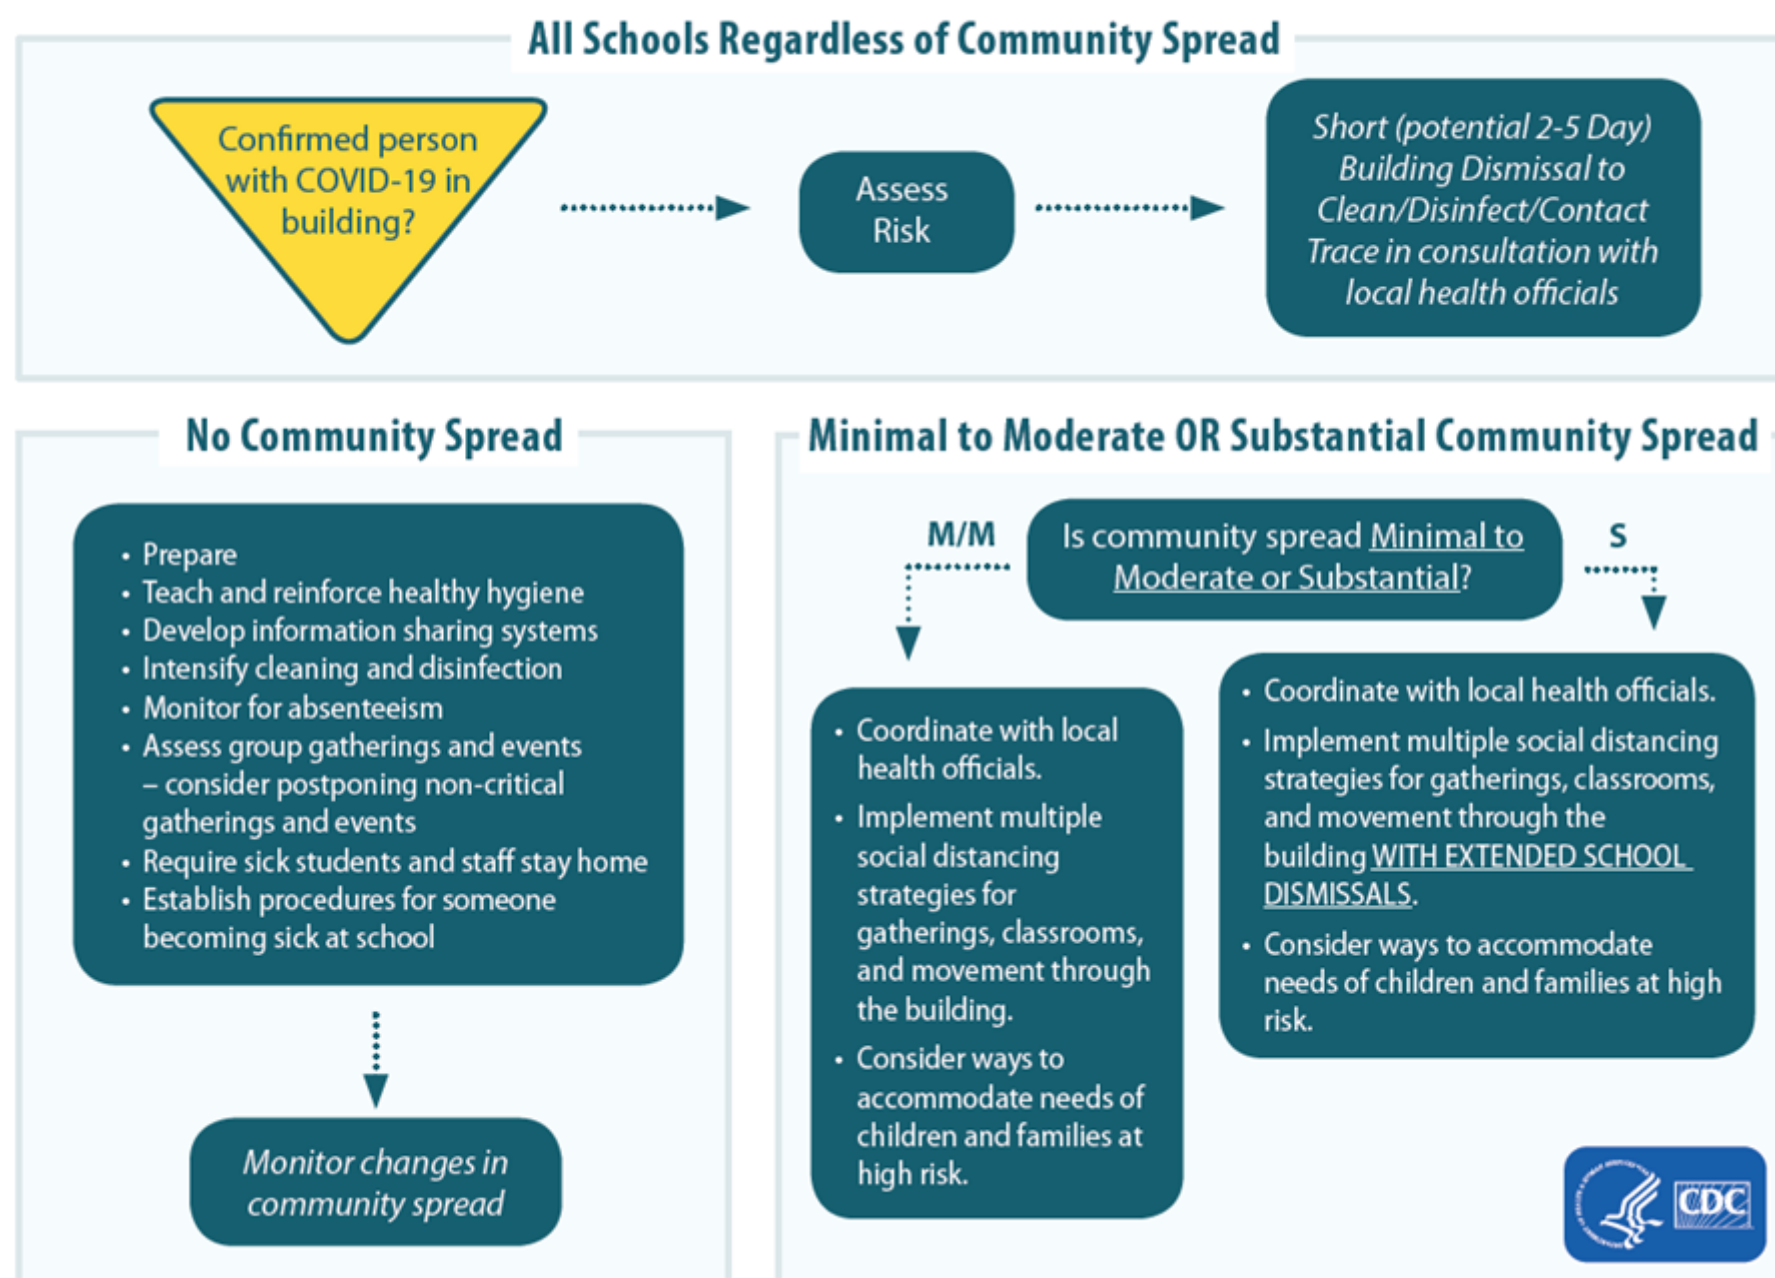 All Schools Regardless of Community Spread
Confirmed person
with COVID-19 in
building?
Assess
Risk
Short (potential 2-5 Day)
Building Dismissal to
Clean/Disinfect/Contact
Trace in consultation with
local health officials
No Community Spread
• Prepare
• Teach and reinforce healthy hygiene
• Develop information sharing systems
• Intensify cleaning and disinfection
• Monitor for absenteeism
• Assess group gatherings and events
– consider postponing non-critical
gatherings and events
• Require sick students and staff stay home
• Establish procedures for someone
becoming sick at school
Monitor changes in
community spread
Minimal to Moderate OR Substantial Community Spread
M/M
Is community spread Minimal to
Moderate or Substantial?
S
• Coordinate with local
health officials.
• Implement multiple
social distancing
strategies for
gatherings, classrooms,
and movement through
the building.
• Consider ways to
accommodate needs of
children and families at
high risk.
• Coordinate with local health officials.
• Implement multiple social distancing
strategies for gatherings, classrooms,
and movement through the
building WITH EXTENDED SCHOOL
DISMISSALS.
• Consider ways to accommodate
needs of children and families at high
risk.
CDC